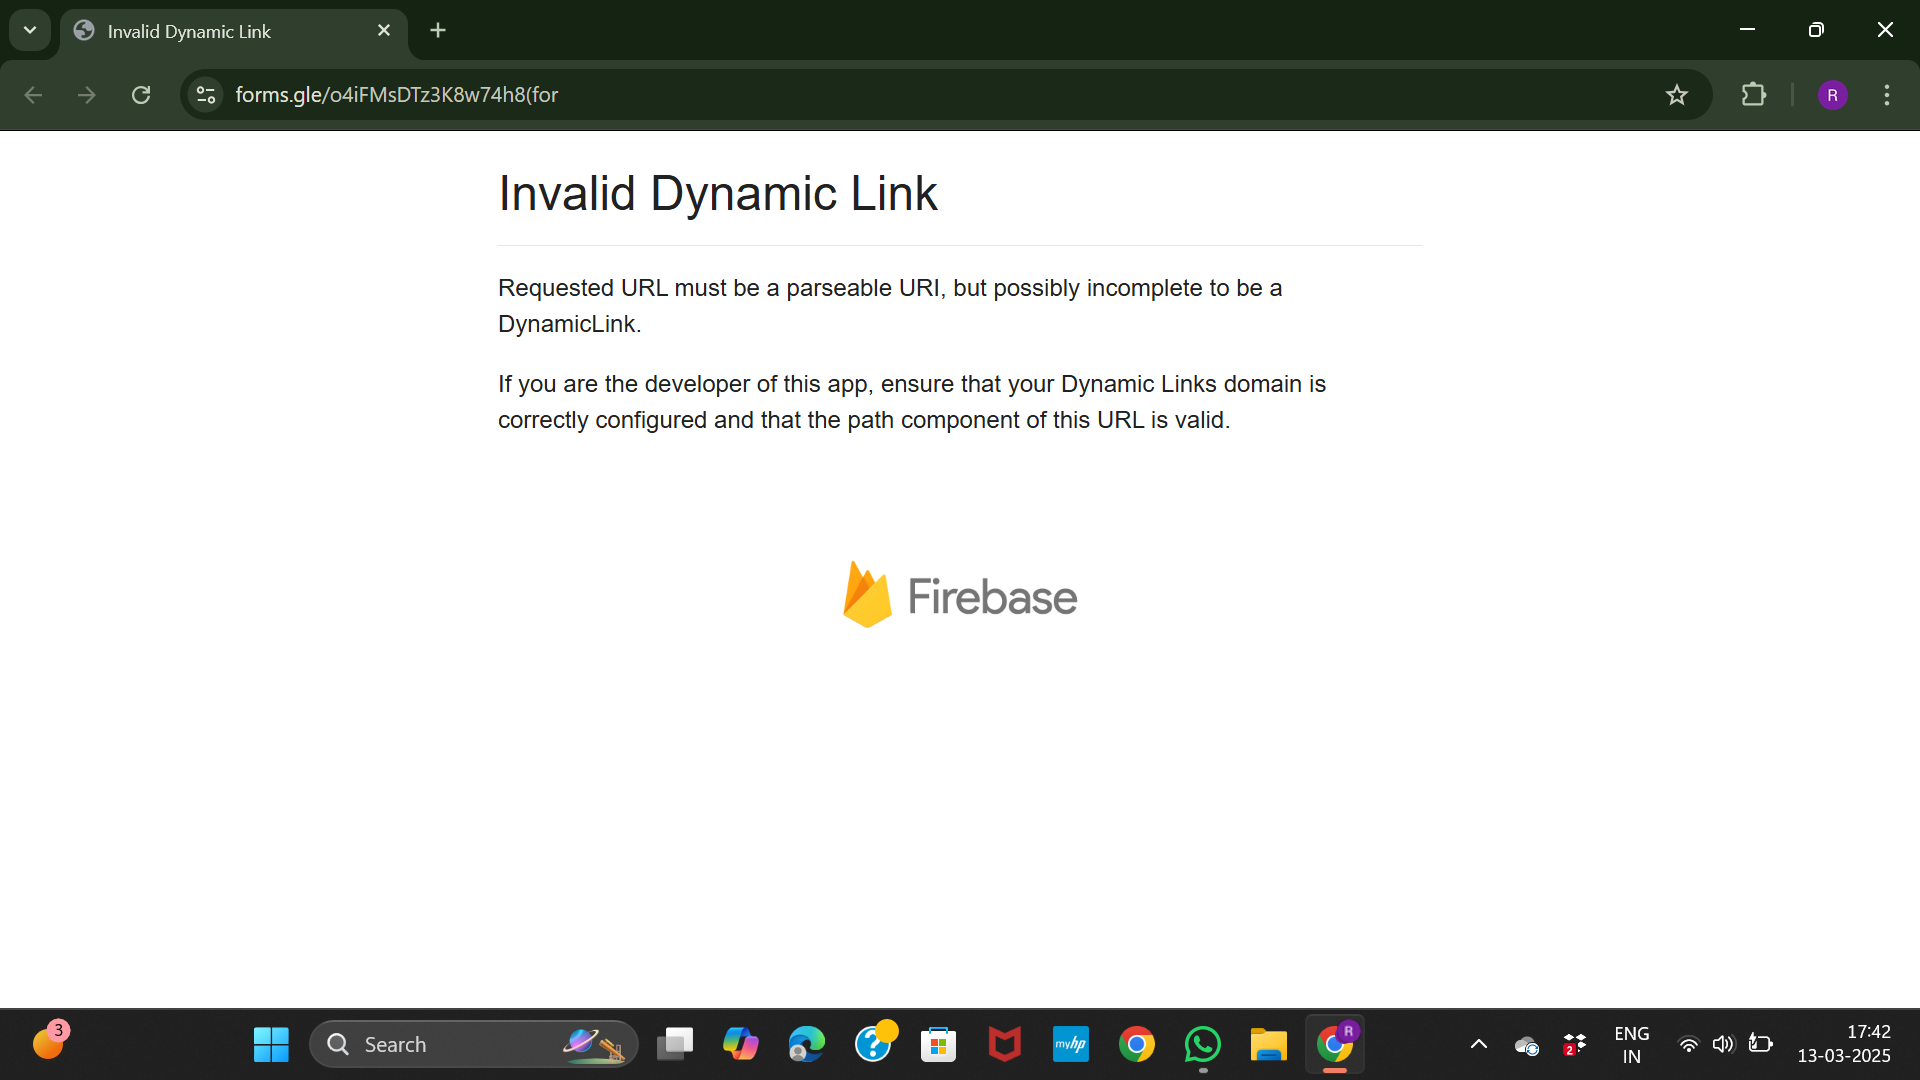 Invalid Dynamic Link
forms.gle/o4iFMsDTz3K8w74h8(for
R
Invalid Dynamic Link
Requested URL must be a parseable URI, but possibly incomplete to be a
DynamicLink.
If you are the developer of this app, ensure that your Dynamic Links domain is
correctly configured and that the path component of this URL is valid.
Firebase
3
Search
?
myhp
R
2
ENG
IN
17:42
13-03-2025